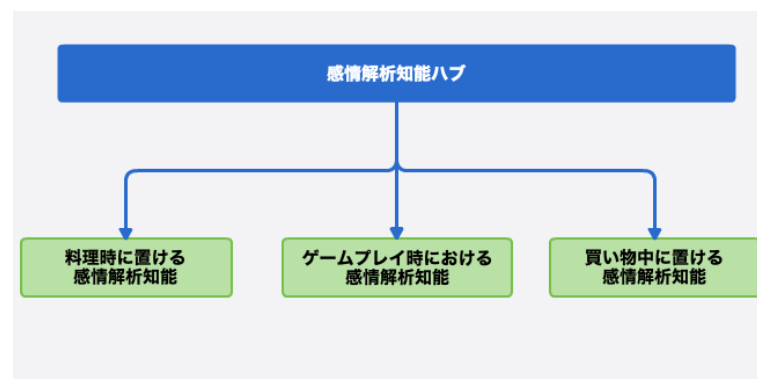 感情解析知能ハブ
料理時に置ける
感情解析知能
ゲームプレイ時における
感情解析知能
買い物中に置ける
感情解析知能